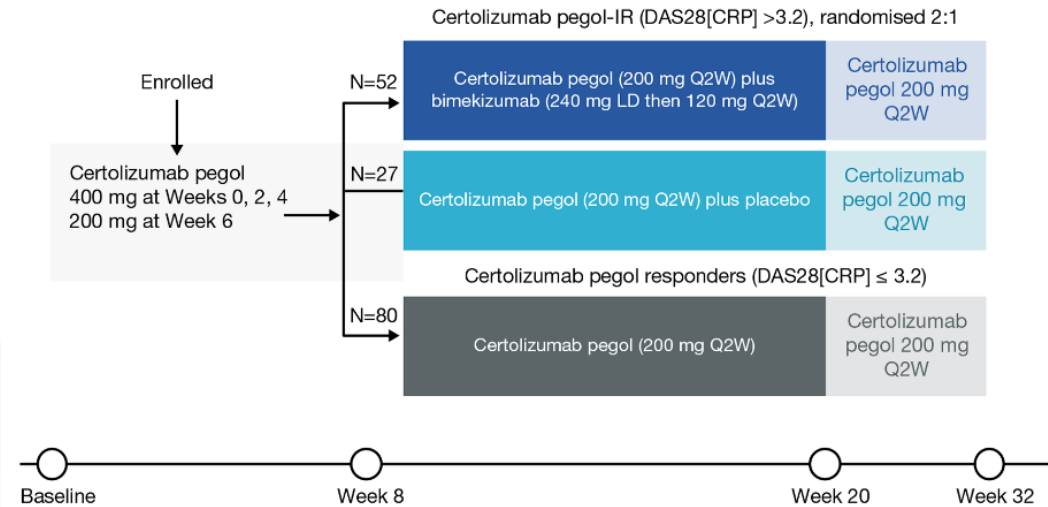 Certolizumab pegol-IR (DAS28[CRP] >3.2), randomised 2:1
Enrolled
N=52
Certolizumab pegol (200 mg Q2W) plus
bimekizumab (240 mg LD then 120 mg Q2W)
Certolizumab
pegol 200 mg
Q2W
Certolizumab pegol
400 mg at Weeks 0, 2, 4
200 mg at Week 6
N=27
Certolizumab pegol (200 mg Q2W) plus placebo
Certolizumab
pegol 200 mg
Q2W
Certolizumab pegol responders (DAS28[CRP] ≤ 3.2)
N=80
Certolizumab pegol (200 mg Q2W)
Certolizumab
pegol 200 mg
Q2W
Baseline
Week 8
Week 20
Week 32